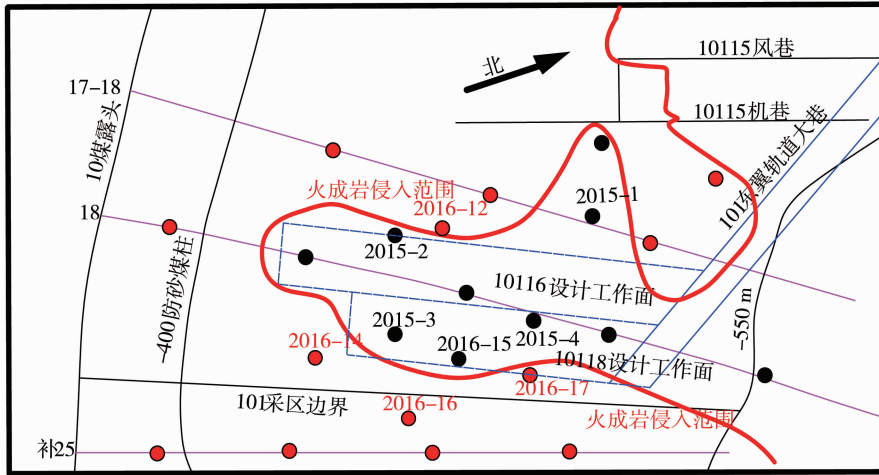 10115风巷
北
17-18
10115机巷
10煤露头
101东翼轨道大巷
火成岩侵入范围
2015-1
2016-12
18
2015-2
-400防砂煤柱
10116设计工作面
-550 m
2015-3
2015-4
2016-14
2016-15
10118设计工作面
2016-17
101采区边界
2016-16
火成岩侵入范围
补25